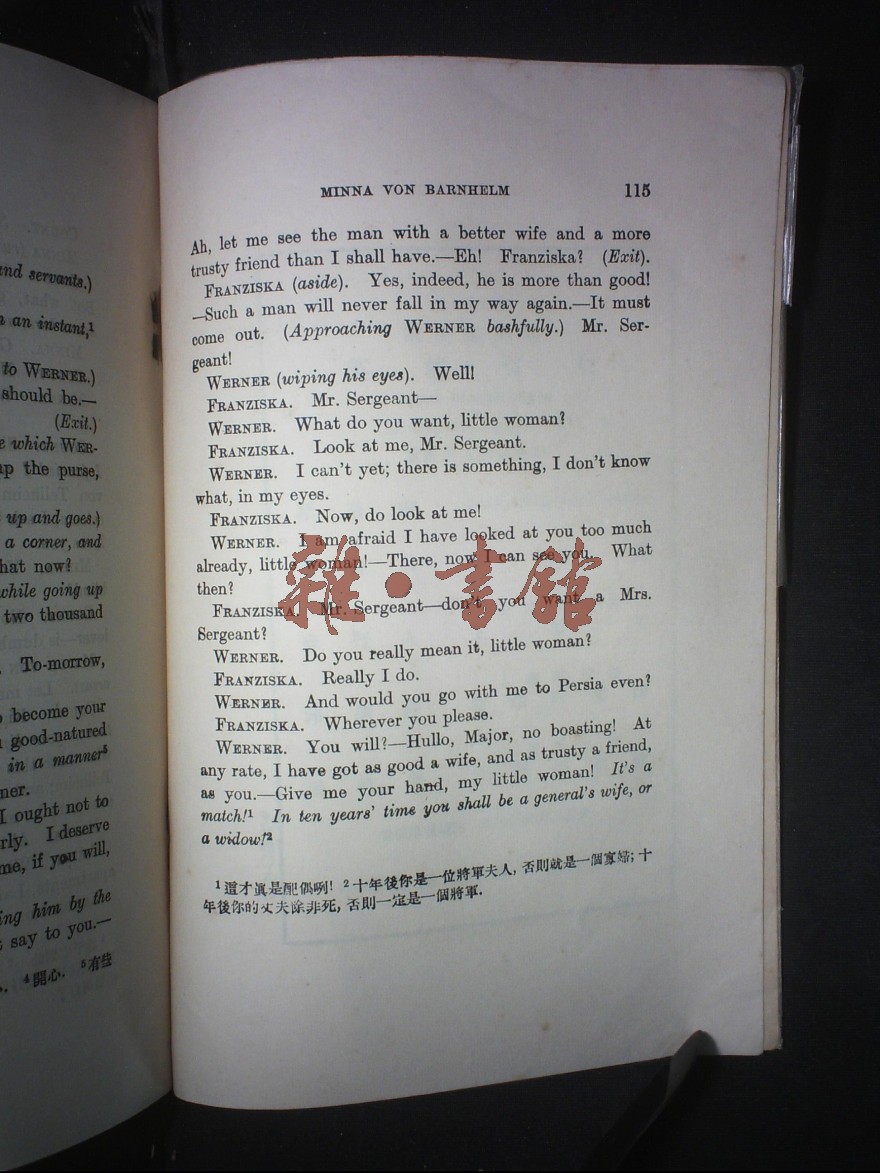 nd servants.)
an instant,¹
to WERNER.)
should be.—
(Exit.)
which WER-
up the purse,
up and goes.)
a corner, and
hat now?
while going up
two thousand
To-morrow,
become your
good-natured
in a manner⁵
ner.
I ought not to
rly. I deserve
me, if you will,
ing him by the
say to you.—
⁴開心. ⁵有些
MINNA VON BARNHELM 115
Ah, let me see the man with a better wife and a more
trusty friend than I shall have.—Eh! Franziska? (Exit).
FRANZISKA (aside). Yes, indeed, he is more than good!
—Such a man will never fall in my way again.—It must
come out. (Approaching WERNER bashfully.) Mr. Ser-
geant!
WERNER (wiping his eyes). Well!
FRANZISKA. Mr. Sergeant—
WERNER. What do you want, little woman?
FRANZISKA. Look at me, Mr. Sergeant.
WERNER. I can't yet; there is something, I don't know
what, in my eyes.
FRANZISKA. Now, do look at me!
WERNER. I am afraid I have looked at you too much
already, little woman!—There, now I can see you. What
then?
FRANZISKA. Mr. Sergeant—don't you want a Mrs.
Sergeant?
WERNER. Do you really mean it, little woman?
FRANZISKA. Really I do.
WERNER. And would you go with me to Persia even?
FRANZISKA. Wherever you please.
WERNER. You will?—Hullo, Major, no boasting! At
any rate, I have got as good a wife, and as trusty a friend,
as you.—Give me your hand, my little woman! It's a
match!¹ In ten years' time you shall be a general's wife, or
a widow!²
¹這才眞是配偶咧! ²十年後你是一位將軍夫人, 否則就是一個寡婦; 十
年後你的丈夫除非死, 否則一定是一個將軍.
雜·書館